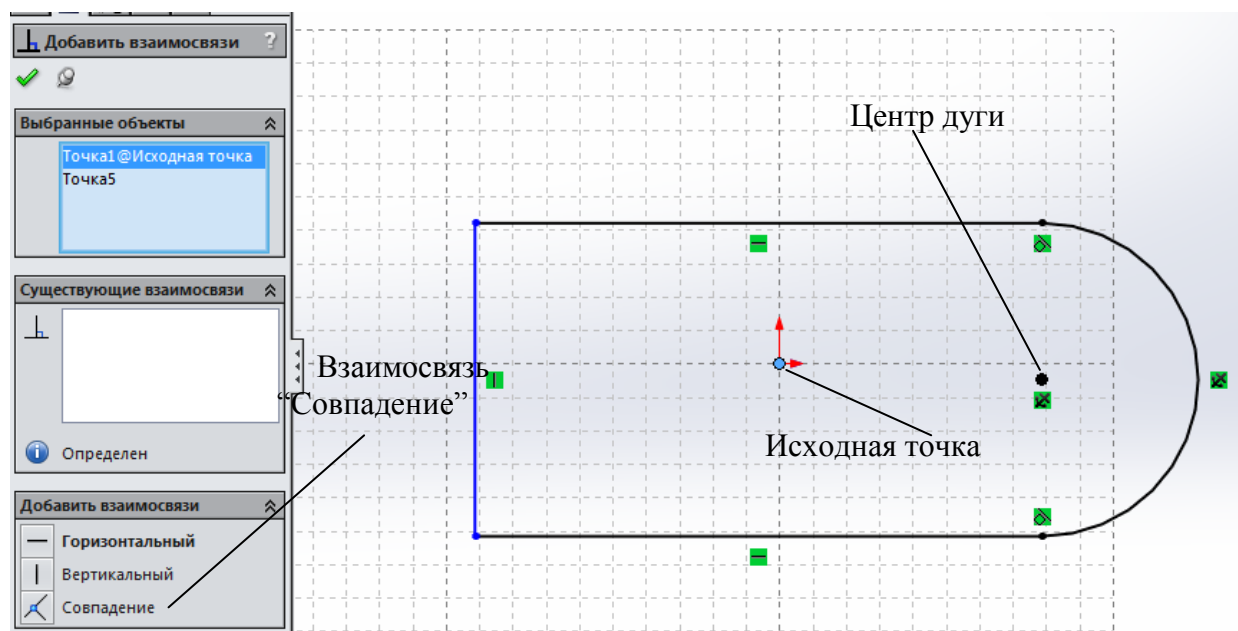 Добавить взаимосвязи ?
Выбранные объекты
Точка1@Исходная точка
Точка5
Существующие взаимосвязи
Определен
Добавить взаимосвязи
Горизонтальный
Вертикальный
Совпадение
Взаимосвязь
“Совпадение”
Центр дуги
Исходная точка